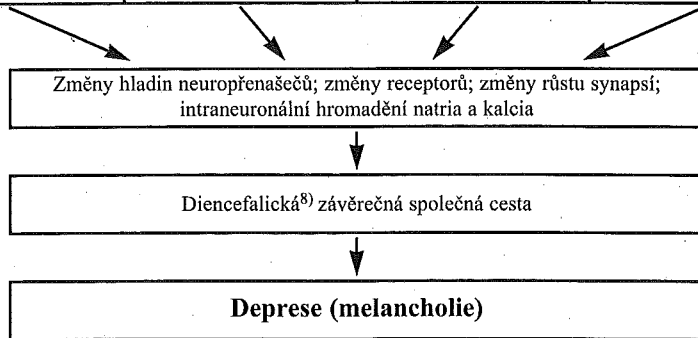 Změny hladin neuropřenašečů; změny receptorů; změny růstu synapsí;
intraneuronální hromadění natria a kalcia
Diencefalická8) závěrečná společná cesta
Deprese (melancholie)